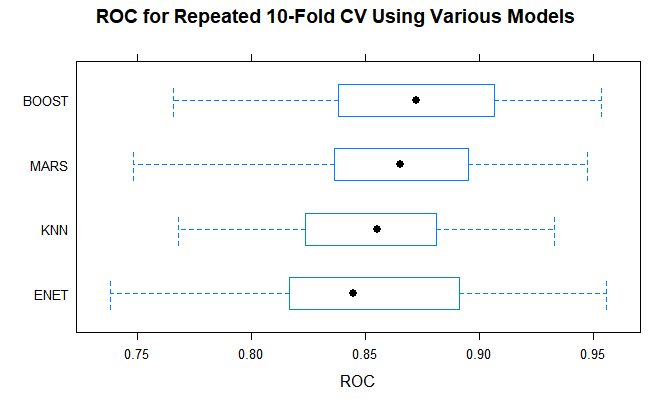 ROC for Repeated 10-Fold CV Using Various Models
BOOST
MARS
KNN
ENET
0.75 0.80 0.85 0.90 0.95
ROC